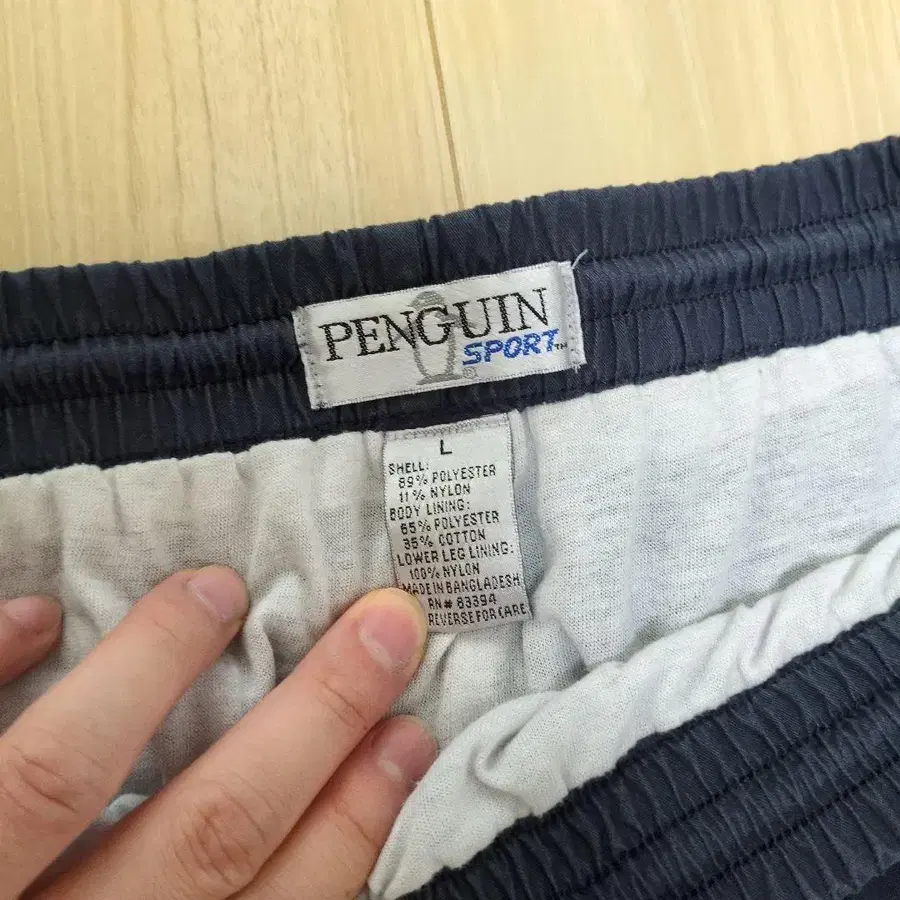 PENGUIN
SPORT™
®
L
SHELL:
89% POLYESTER
11% NYLON
BODY LINING:
65% POLYESTER
35% COTTON
LOWER LEG LINING:
100% NYLON
MADE IN BANGLADESH
RN# 83394
REVERSE FOR CARE